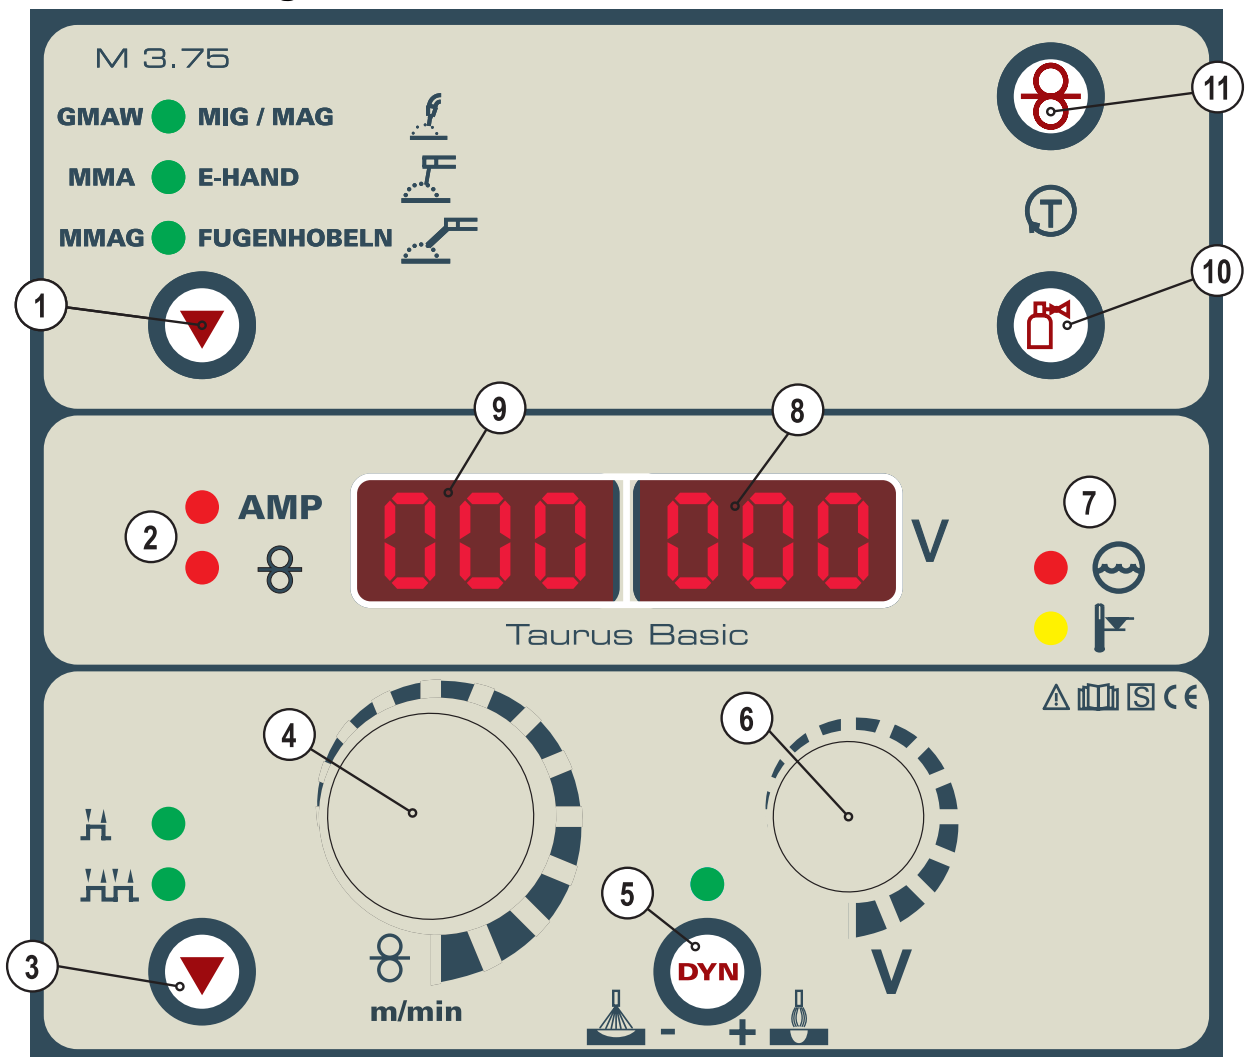 M 3.75
GMAW MIG / MAG
11
MMA E-HAND
MMAG FUGENHOBELN
T
10
1
9
8
7
AMP
2
000 000 V
Taurus Basic
S CE
4
6
5
3
DYN
V
m/min
- +